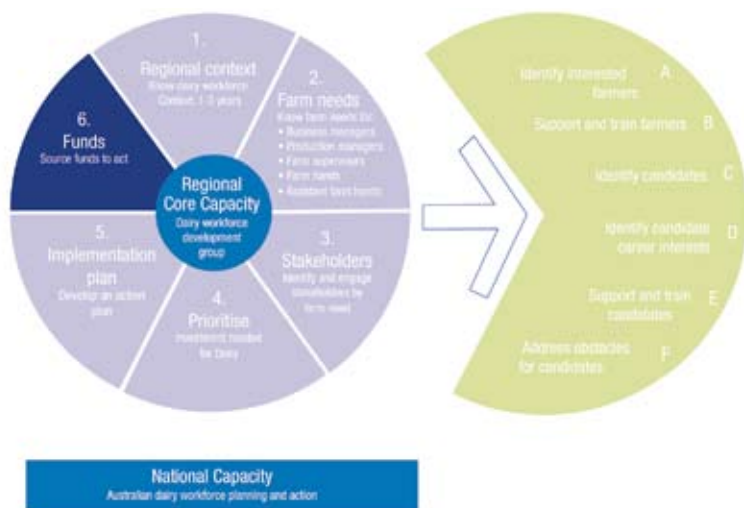 1.
Regional context
Know dairy workforce
Context, 1-3 years
2.
Farm needs
Know farm needs for:
• Business managers
• Production managers
• Farm supervisors
• Farm hands
• Assistant farm hands
3.
Stakeholders
Identify and engage
stakeholders by
farm need
4.
Prioritise
Investment needed
for Dairy
5.
Implementation
plan
Develop an action
plan
6.
Funds
Source funds to act
Regional
Core Capacity
Dairy workforce
development
group
Identify interested
farmers
A
Support and train farmers
B
Identify candidates
C
Identify candidate
career interests
D
Support and train
candidates
E
Address obstacles
for candidates
F
National Capacity
Australian dairy workforce planning and action